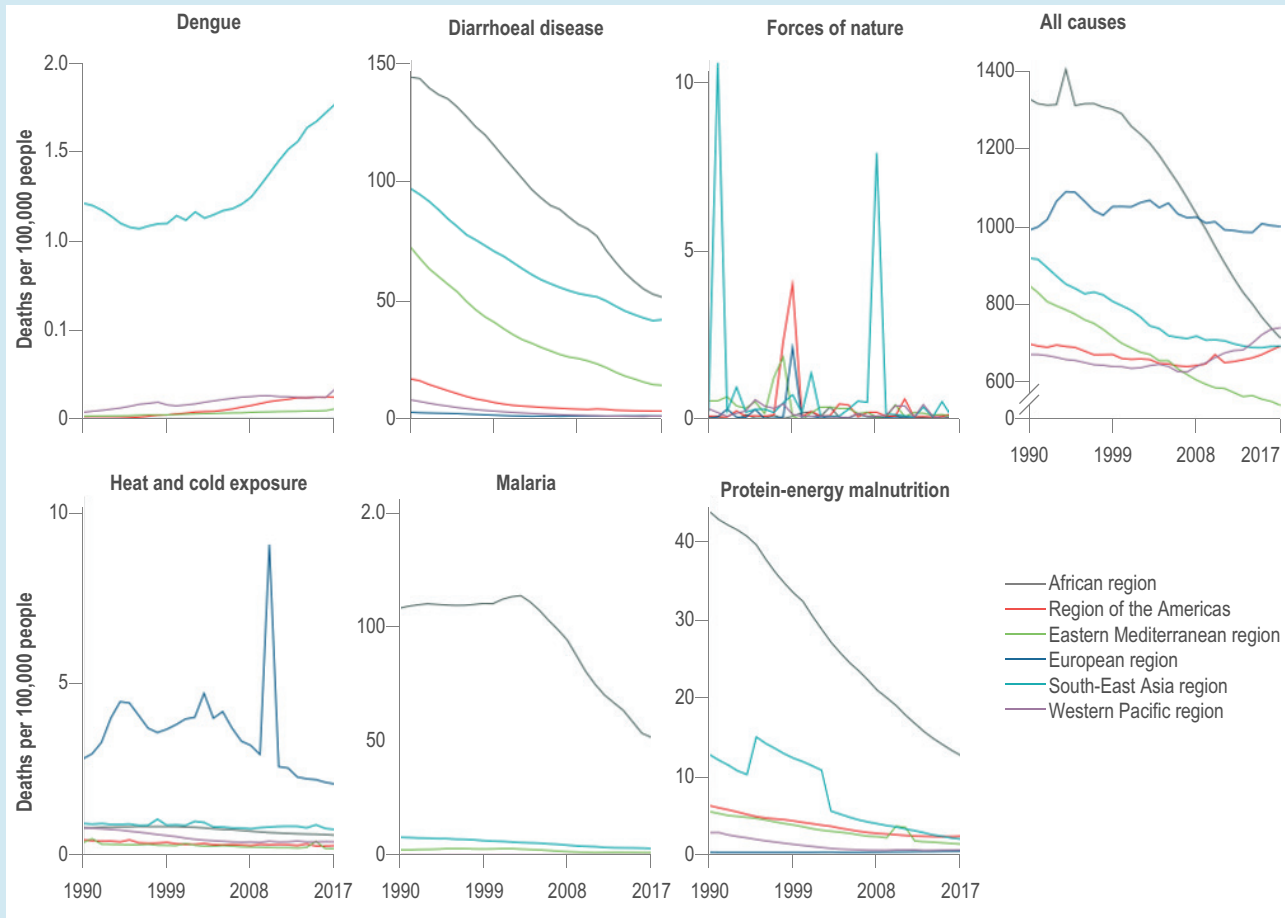 Dengue
Diarrhoeal disease
Forces of nature
All causes
Deaths per 100,000 people
2.0
1.5
1.0
0.1
0
150
100
50
0
10
5
0
1400
1200
1000
800
600
0
1990 1999 2008 2017
Heat and cold exposure
Malaria
Protein-energy malnutrition
Deaths per 100,000 people
10
5
0
1990 1999 2008 2017
2.0
100
50
0
1990 1999 2008 2017
40
30
20
10
0
1990 1999 2008 2017
African region
Region of the Americas
Eastern Mediterranean region
European region
South-East Asia region
Western Pacific region